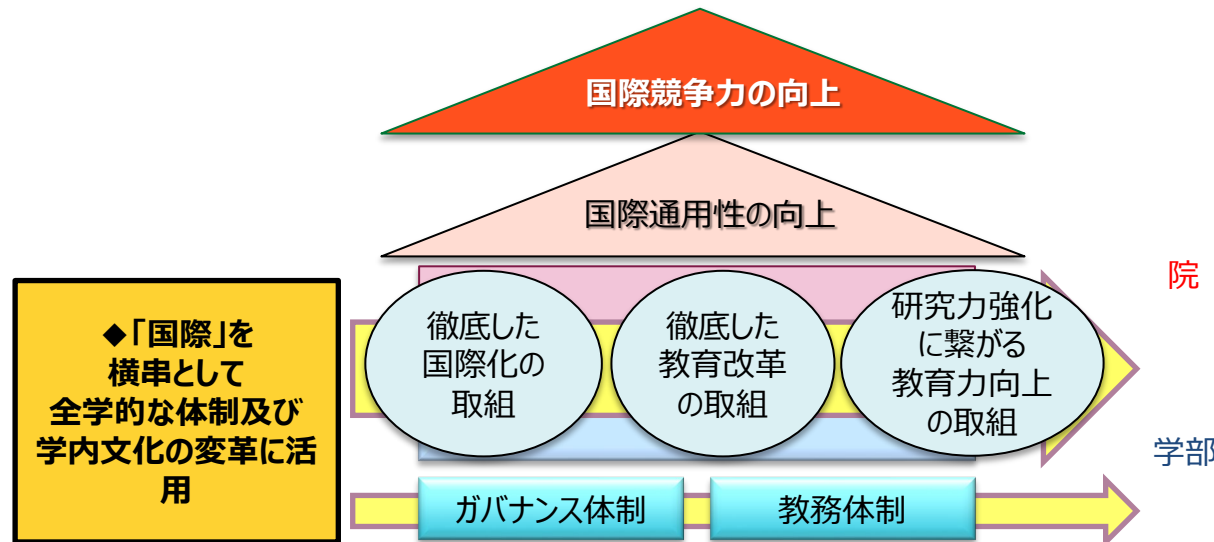 国際競争力の向上
国際通用性の向上
院
◆「国際」を
横串として
全学的な体制及び
学内文化の変革に活
用
徹底した
国際化の
取組
徹底した
教育改革
の取組
研究力強化
に繋がる
教育力向上
の取組
学部
ガバナンス体制
教務体制